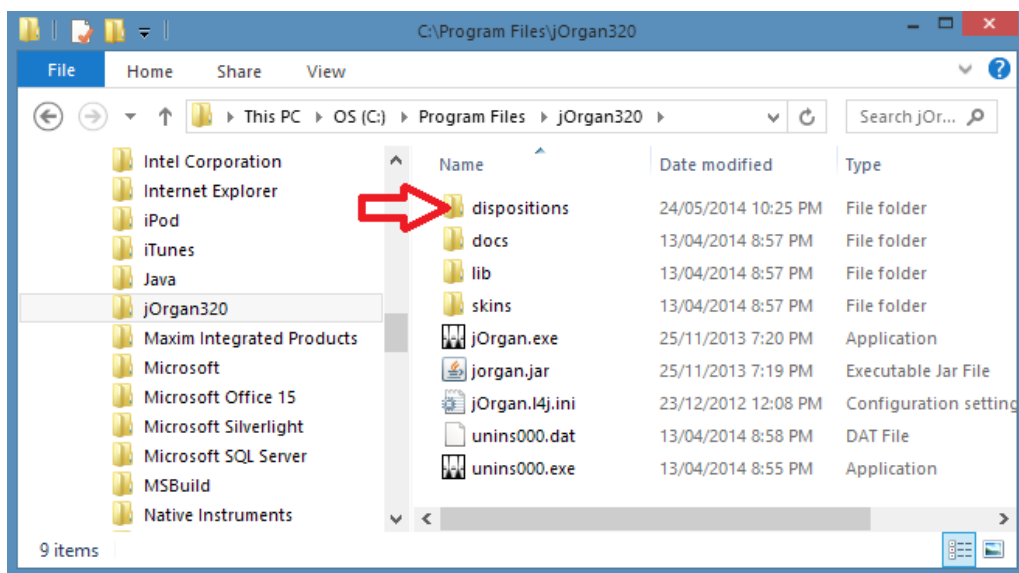 C:\Program Files\jOrgan320
File Home Share View
This PC OS (C:) Program Files jOrgan320 Search jOr...
Name Date modified Type
Intel Corporation
Internet Explorer
iPod
iTunes
Java
jOrgan320
Maxim Integrated Products
Microsoft
Microsoft Office 15
Microsoft Silverlight
Microsoft SQL Server
MSBuild
Native Instruments
dispositions 24/05/2014 10:25 PM File folder
docs 13/04/2014 8:57 PM File folder
lib 13/04/2014 8:57 PM File folder
skins 13/04/2014 8:57 PM File folder
jOrgan.exe 25/11/2013 7:20 PM Application
jorgan.jar 25/11/2013 7:19 PM Executable Jar File
jOrgan.l4j.ini 23/12/2012 12:08 PM Configuration setting
unins000.dat 13/04/2014 8:58 PM DAT File
unins000.exe 13/04/2014 8:55 PM Application
9 items